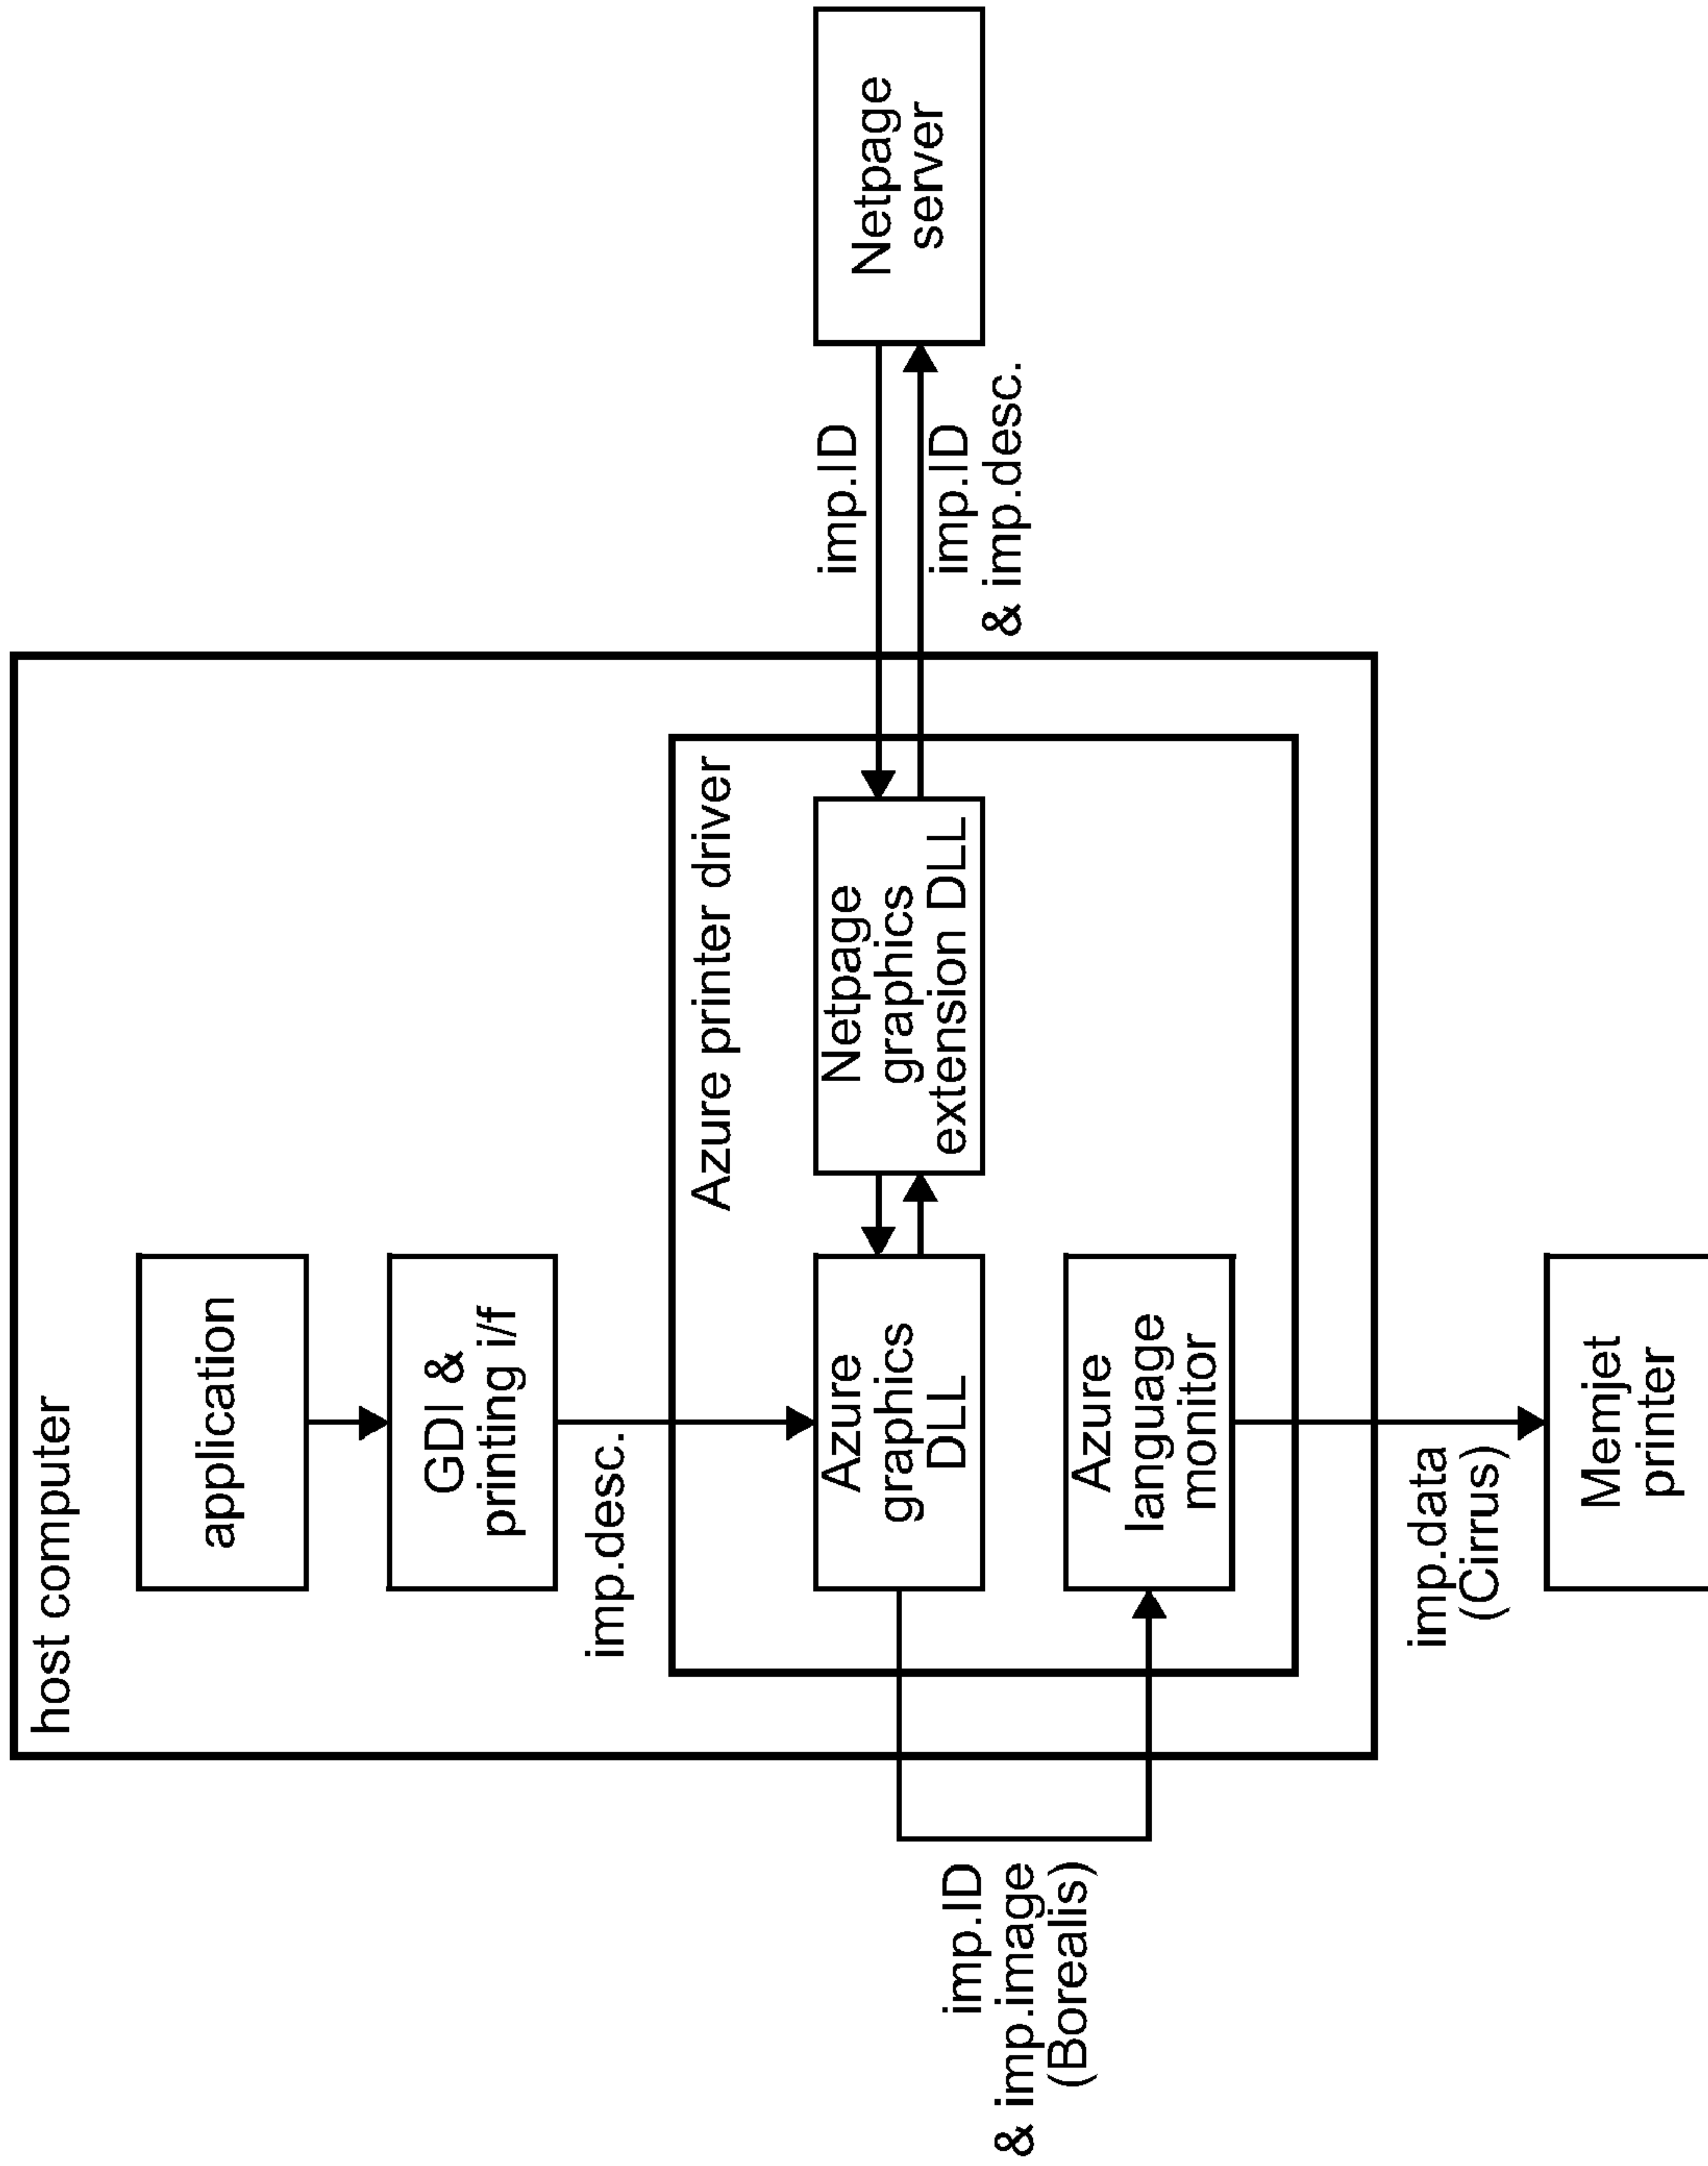 host computer
application
GDI &
printing i/f
imp.desc.
Azure printer driver
Azure
graphics
DLL
Netpage
graphics
extension DLL
imp.ID
imp.ID
& imp.desc.
Netpage
server
imp.ID
& imp.image
(Borealis)
Azure
language
monitor
imp.data
(Cirrus)
Memjet
printer